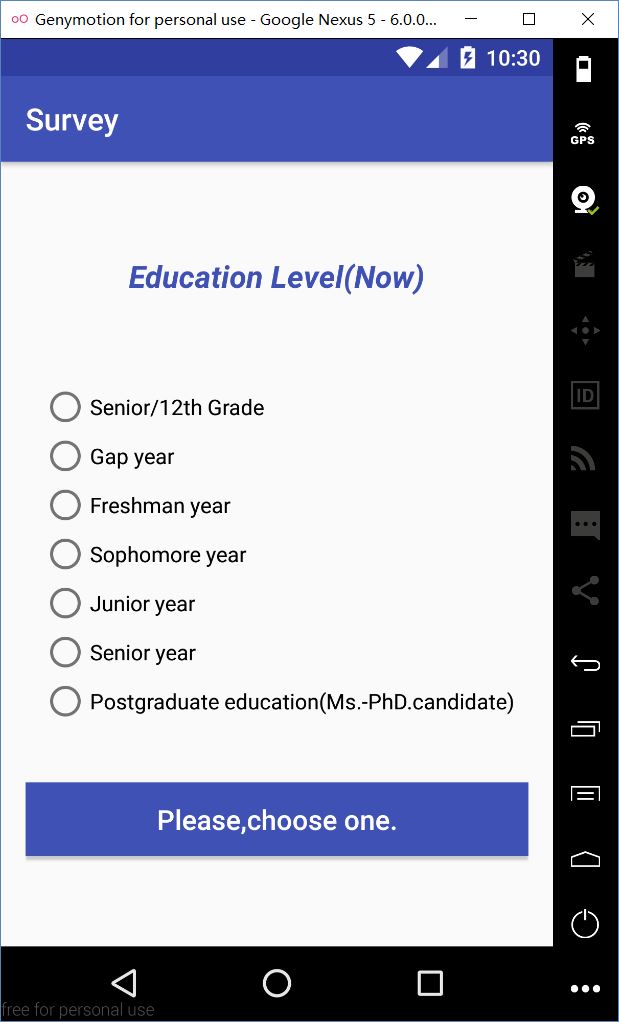 Genymotion for personal use - Google Nexus 5 - 6.0.0...
10:30
GPS
Survey
Education Level(Now)
ID
Senior/12th Grade
Gap year
Freshman year
Sophomore year
Junior year
Senior year
Postgraduate education(Ms.-PhD.candidate)
Please,choose one.
free for personal use